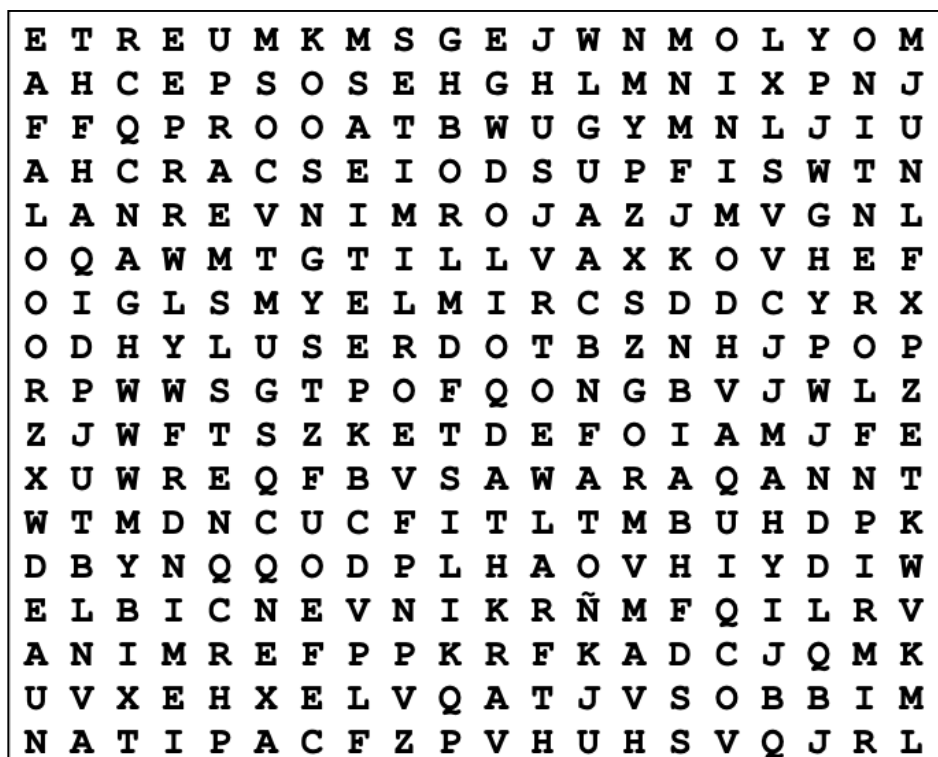 E T R E U M K M S G E J W N M O L Y O M
A H C E P S O S E H G H L M N I X P N J
F F Q P R O O A T B W U G Y M N L J I U
A H C R A C S E I O D S U P F I S W T N
L A N R E V N I M R O J A Z J M V G N L
O Q A W M T G T I L L V A X K O V H E F
O I G L S M Y E L M I R C S D D C Y R X
O D H Y L U S E R D O T B Z N H J P O P
R P W W S G T P O F Q O N G B V J W L Z
Z J W F T S Z K E T D E F O I A M J F E
X U W R E Q F B V S A W A R A Q A N N T
W T M D N C U C F I T L T M B U H D P K
D B Y N Q Q O D P L H A O V H I Y D I W
E L B I C N E V N I K R Ñ M F Q I L R V
A N I M R E F P P K R F K A D C J Q M K
U V X E H X E L V Q A T J V S O B B I M
N A T I P A C F Z P V H U H S V Q J R L